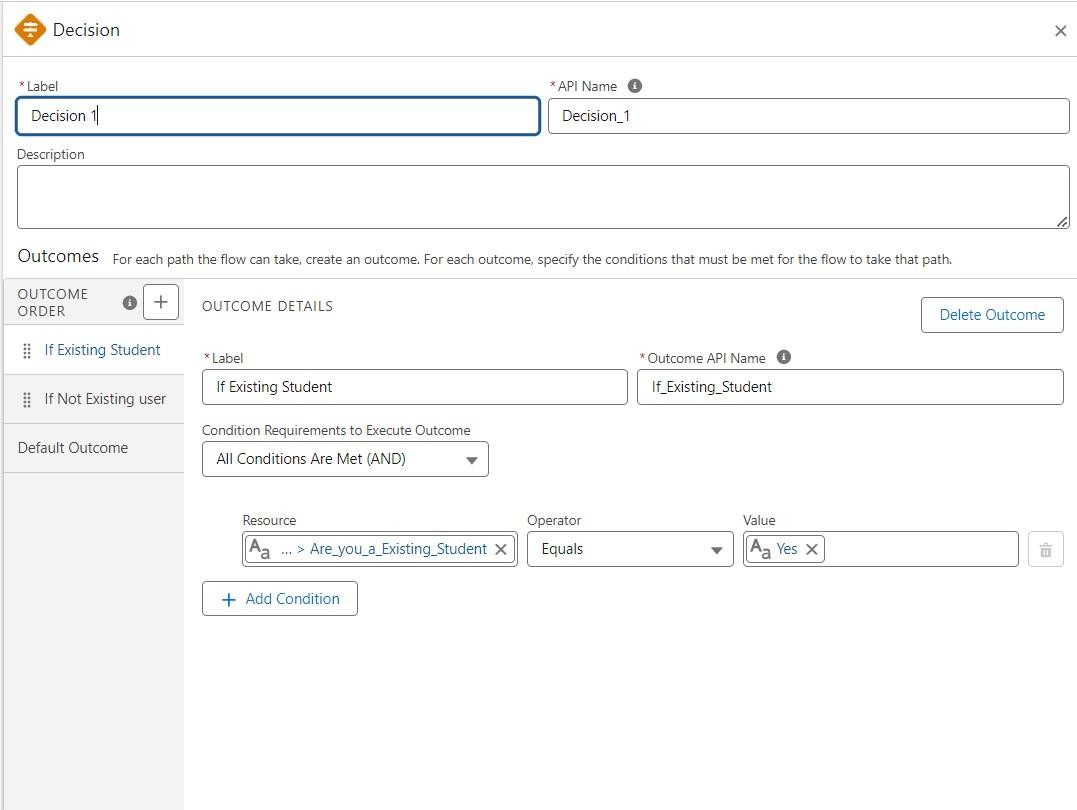 Decision
* Label
* API Name
Decision 1
Decision_1
Description
Outcomes For each path the flow can take, create an outcome. For each outcome, specify the conditions that must be met for the flow to take that path.
OUTCOME
ORDER
OUTCOME DETAILS
Delete Outcome
If Existing Student
If Not Existing user
Default Outcome
* Label
* Outcome API Name
If Existing Student
If_Existing_Student
Condition Requirements to Execute Outcome
All Conditions Are Met (AND)
Resource
Operator
Value
Aa ... > Are_you_a_Existing_Student
Equals
Aa Yes
+ Add Condition